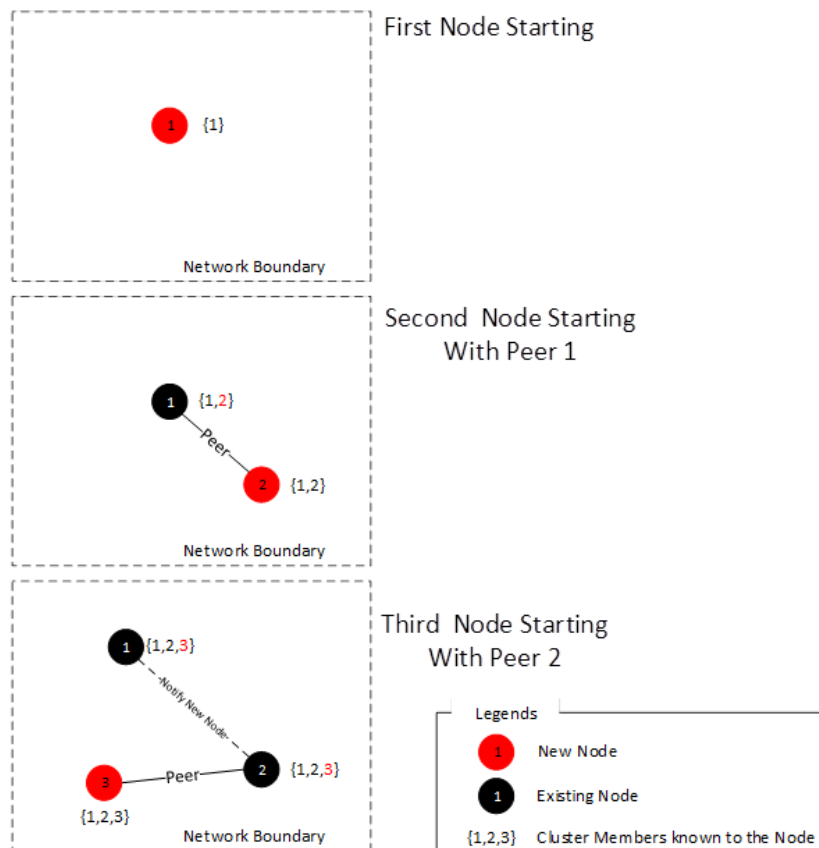 First Node Starting
1 {1}
Network Boundary
Second Node Starting
With Peer 1
1 {1,2}
Peer
2 {1,2}
Network Boundary
Third Node Starting
With Peer 2
1 {1,2,3}
-Notify New Node-
2 {1,2,3}
3 Peer
{1,2,3}
Network Boundary
Legends
1 New Node
1 Existing Node
{1,2,3} Cluster Members known to the Node